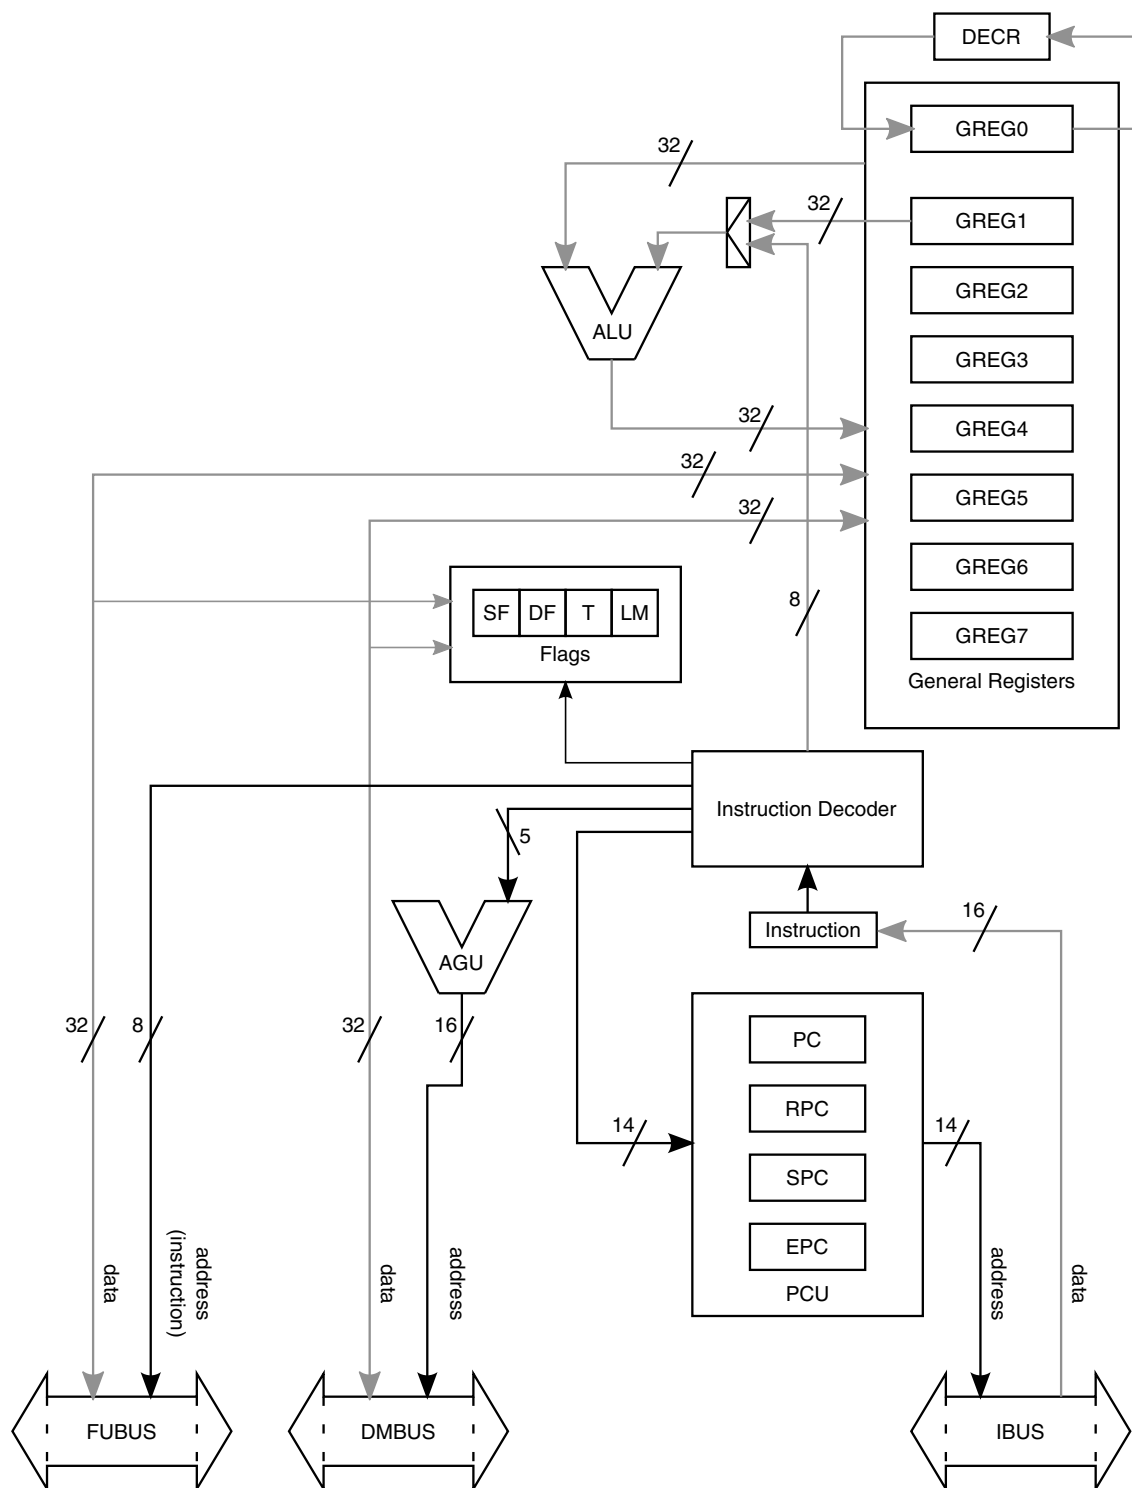 DECR
GREG0
32
32
GREG1
GREG2
ALU
GREG3
32
GREG4
32
GREG5
32
GREG6
8
SF DF T LM
GREG7
Flags
General Registers
Instruction Decoder
5
16
Instruction
AGU
32
8
32
16
PC
RPC
14
14
SPC
EPC
PCU
data
address
(instruction)
data
address
address
data
FUBUS
DMBUS
IBUS